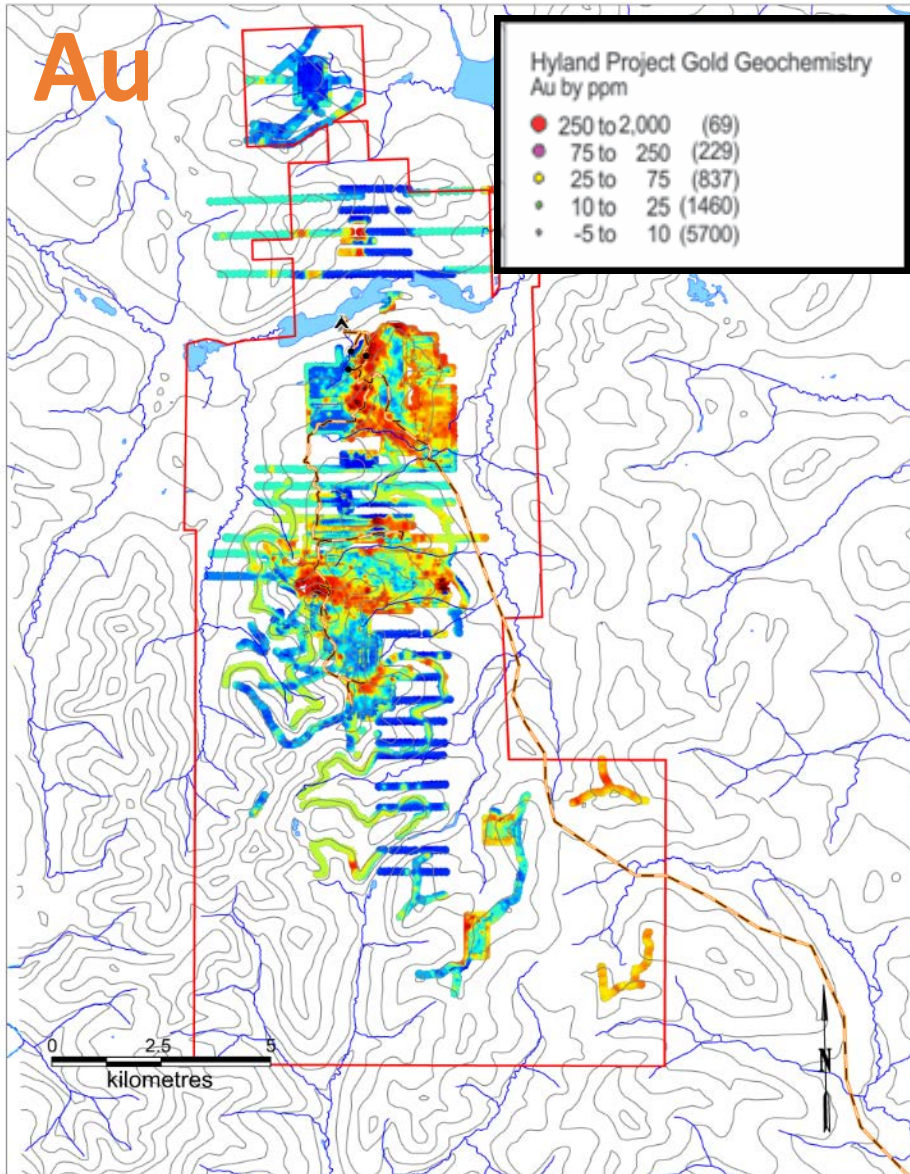 Au
Hyland Project Gold Geochemistry
Au by ppm
250 to 2,000 (69)
75 to 250 (229)
25 to 75 (837)
10 to 25 (1460)
-5 to 10 (5700)
0 2.5 5
kilometres
N